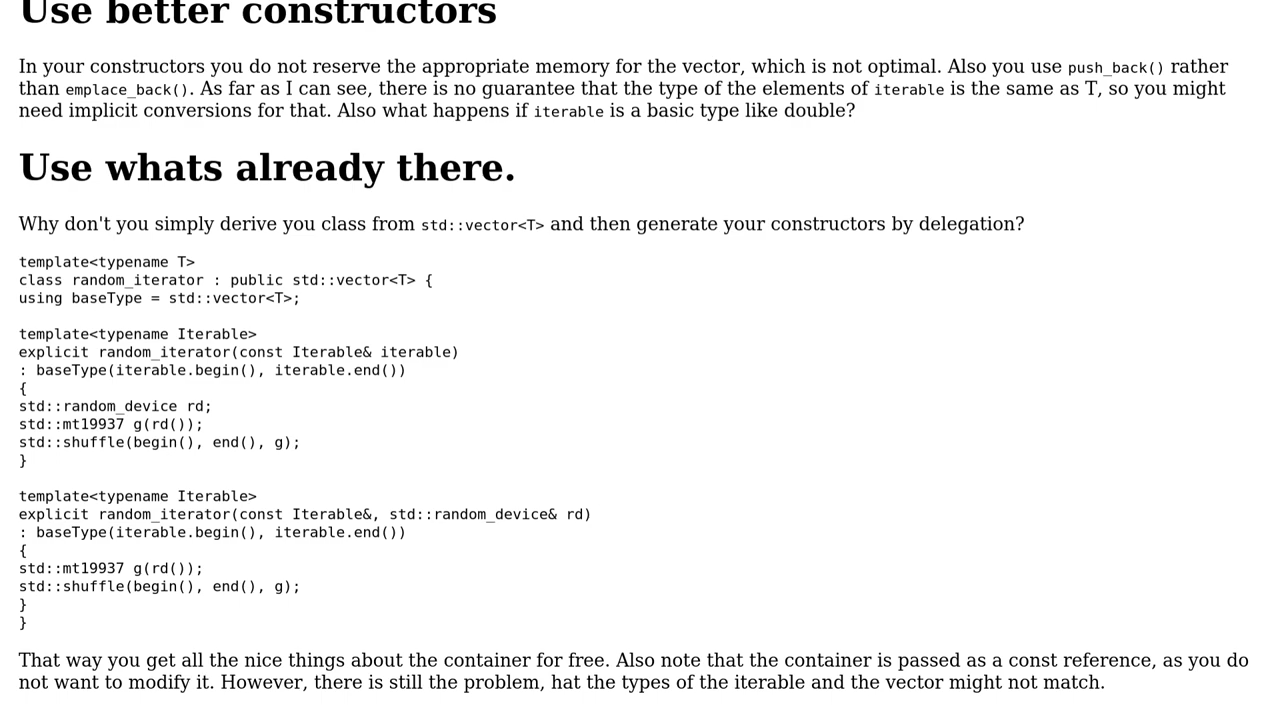 Use better constructors
In your constructors you do not reserve the appropriate memory for the vector, which is not optimal. Also you use push_back() rather
than emplace_back(). As far as I can see, there is no guarantee that the type of the elements of iterable is the same as T, so you might
need implicit conversions for that. Also what happens if iterable is a basic type like double?
Use whats already there.
Why don't you simply derive you class from std::vector<T> and then generate your constructors by delegation?
template<typename T>
class random_iterator : public std::vector<T> {
using baseType = std::vector<T>;
template<typename Iterable>
explicit random_iterator(const Iterable& iterable)
: baseType(iterable.begin(), iterable.end())
{
std::random_device rd;
std::mt19937 g(rd());
std::shuffle(begin(), end(), g);
}
template<typename Iterable>
explicit random_iterator(const Iterable&, std::random_device& rd)
: baseType(iterable.begin(), iterable.end())
{
std::mt19937 g(rd());
std::shuffle(begin(), end(), g);
}
}
That way you get all the nice things about the container for free. Also note that the container is passed as a const reference, as you do
not want to modify it. However, there is still the problem, hat the types of the iterable and the vector might not match.